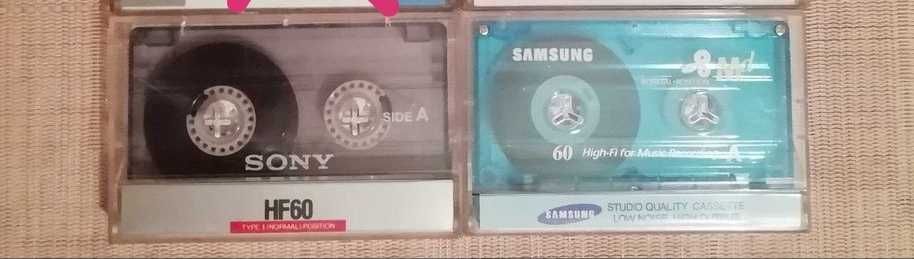 SIDE A
SONY
HF60
TYPE I (NORMAL) POSITION
SAMSUNG
60 High-Fi for Music Recording A
SAMSUNG
STUDIO QUALITY CASSETTE
LOW NOISE HIGH OUTPUT